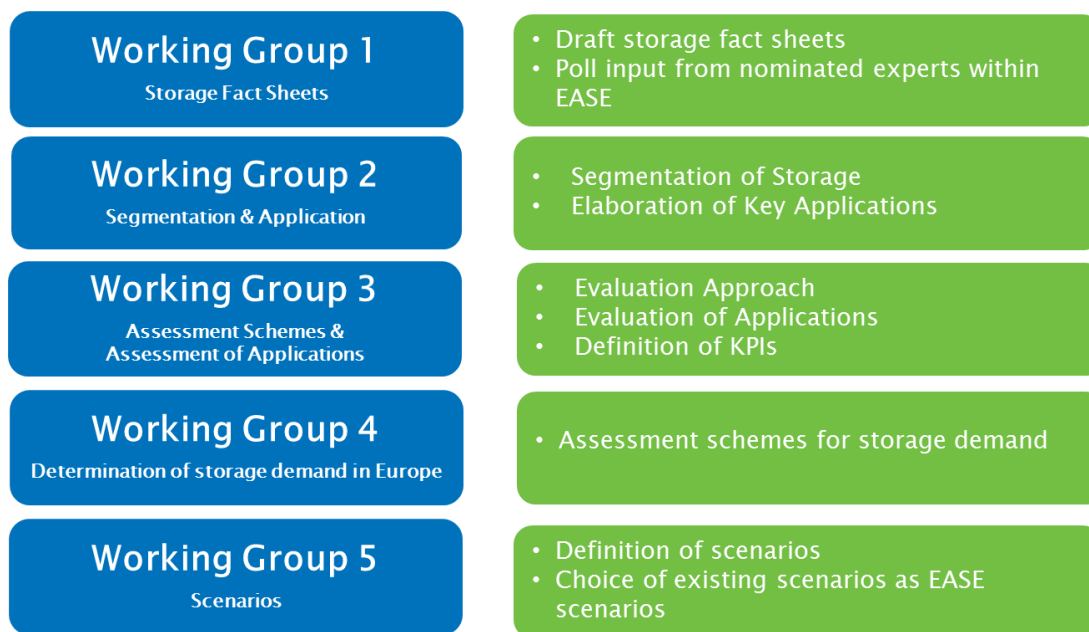 Working Group 1
Storage Fact Sheets
• Draft storage fact sheets
• Poll input from nominated experts within
EASE
Working Group 2
Segmentation & Application
• Segmentation of Storage
• Elaboration of Key Applications
Working Group 3
Assessment Schemes &
Assessment of Applications
• Evaluation Approach
• Evaluation of Applications
• Definition of KPIs
Working Group 4
Determination of storage demand in Europe
• Assessment schemes for storage demand
Working Group 5
Scenarios
• Definition of scenarios
• Choice of existing scenarios as EASE
scenarios